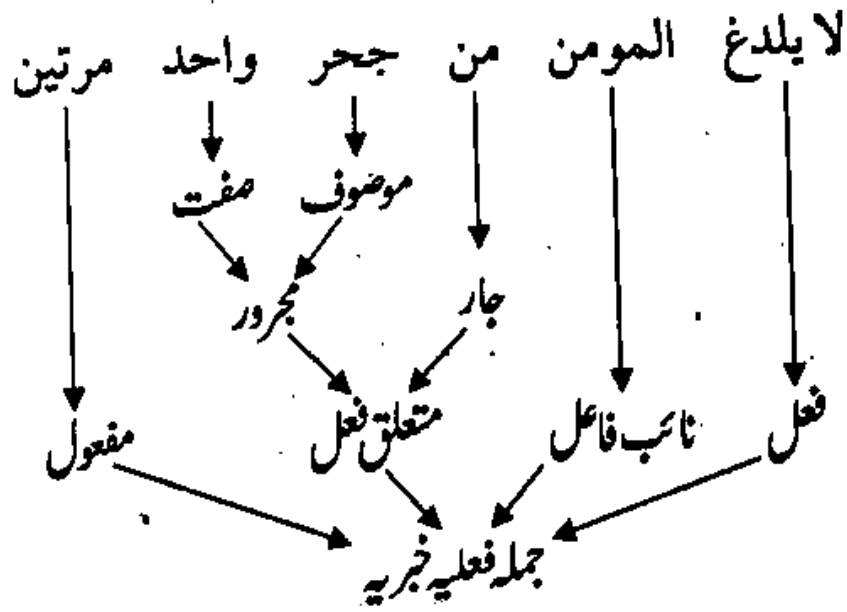 لا يلدغ المومن من جحر واحد مرتين
موضوف صفت
جار مجرور
فعل نائب فاعل متعلق فعل مفعول
جملہ فعلیہ خبریہ